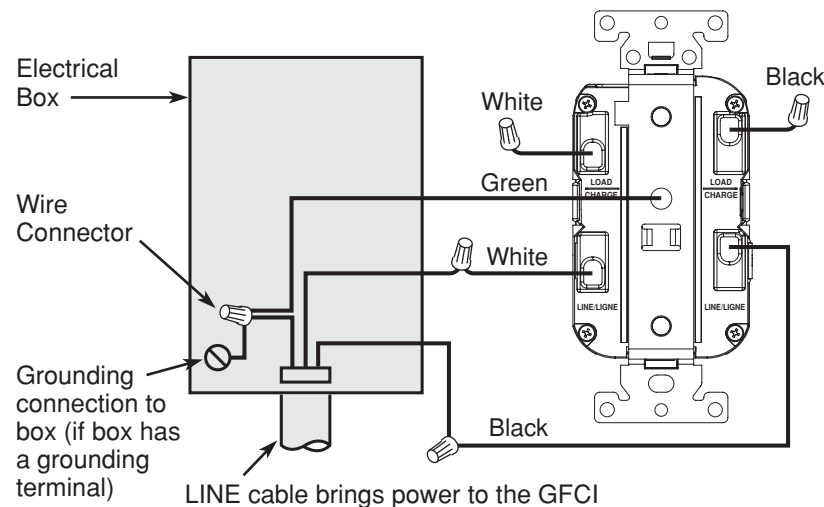 Electrical
Box
White
Black
LOAD
CHARGE
LOAD
CHARGE
Green
Wire
Connector
White
LINE/LIGNE
LINE/LIGNE
Grounding
connection to
box (if box has
a grounding
terminal)
Black
LINE cable brings power to the GFCI